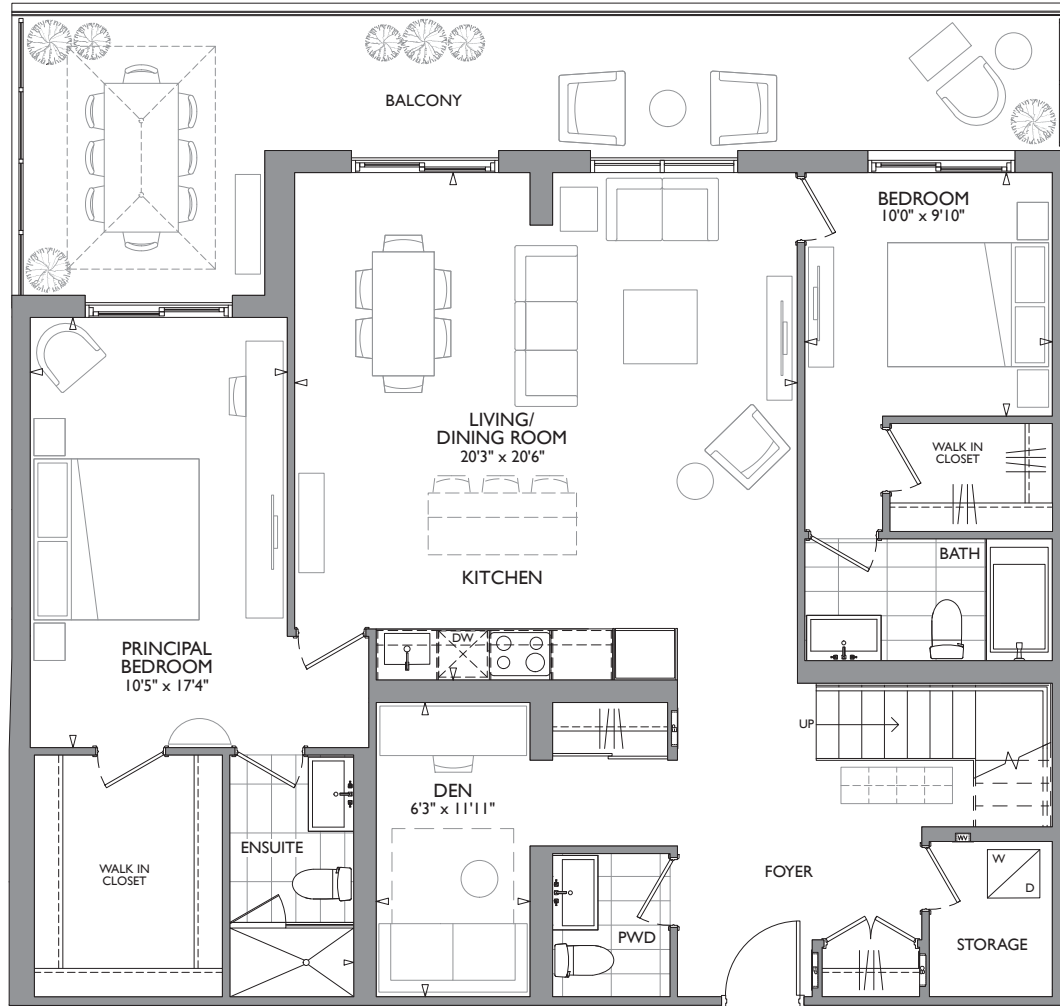 BALCONY
BEDROOM
10'0" x 9'10"
LIVING/
DINING ROOM
20'3" x 20'6"
WALK IN
CLOSET
BATH
KITCHEN
DW
PRINCIPAL
BEDROOM
10'5" x 17'4"
UP
DEN
6'3" x 11'11"
ENSUITE
WALK IN
CLOSET
FOYER
WV
W
D
PWD
STORAGE